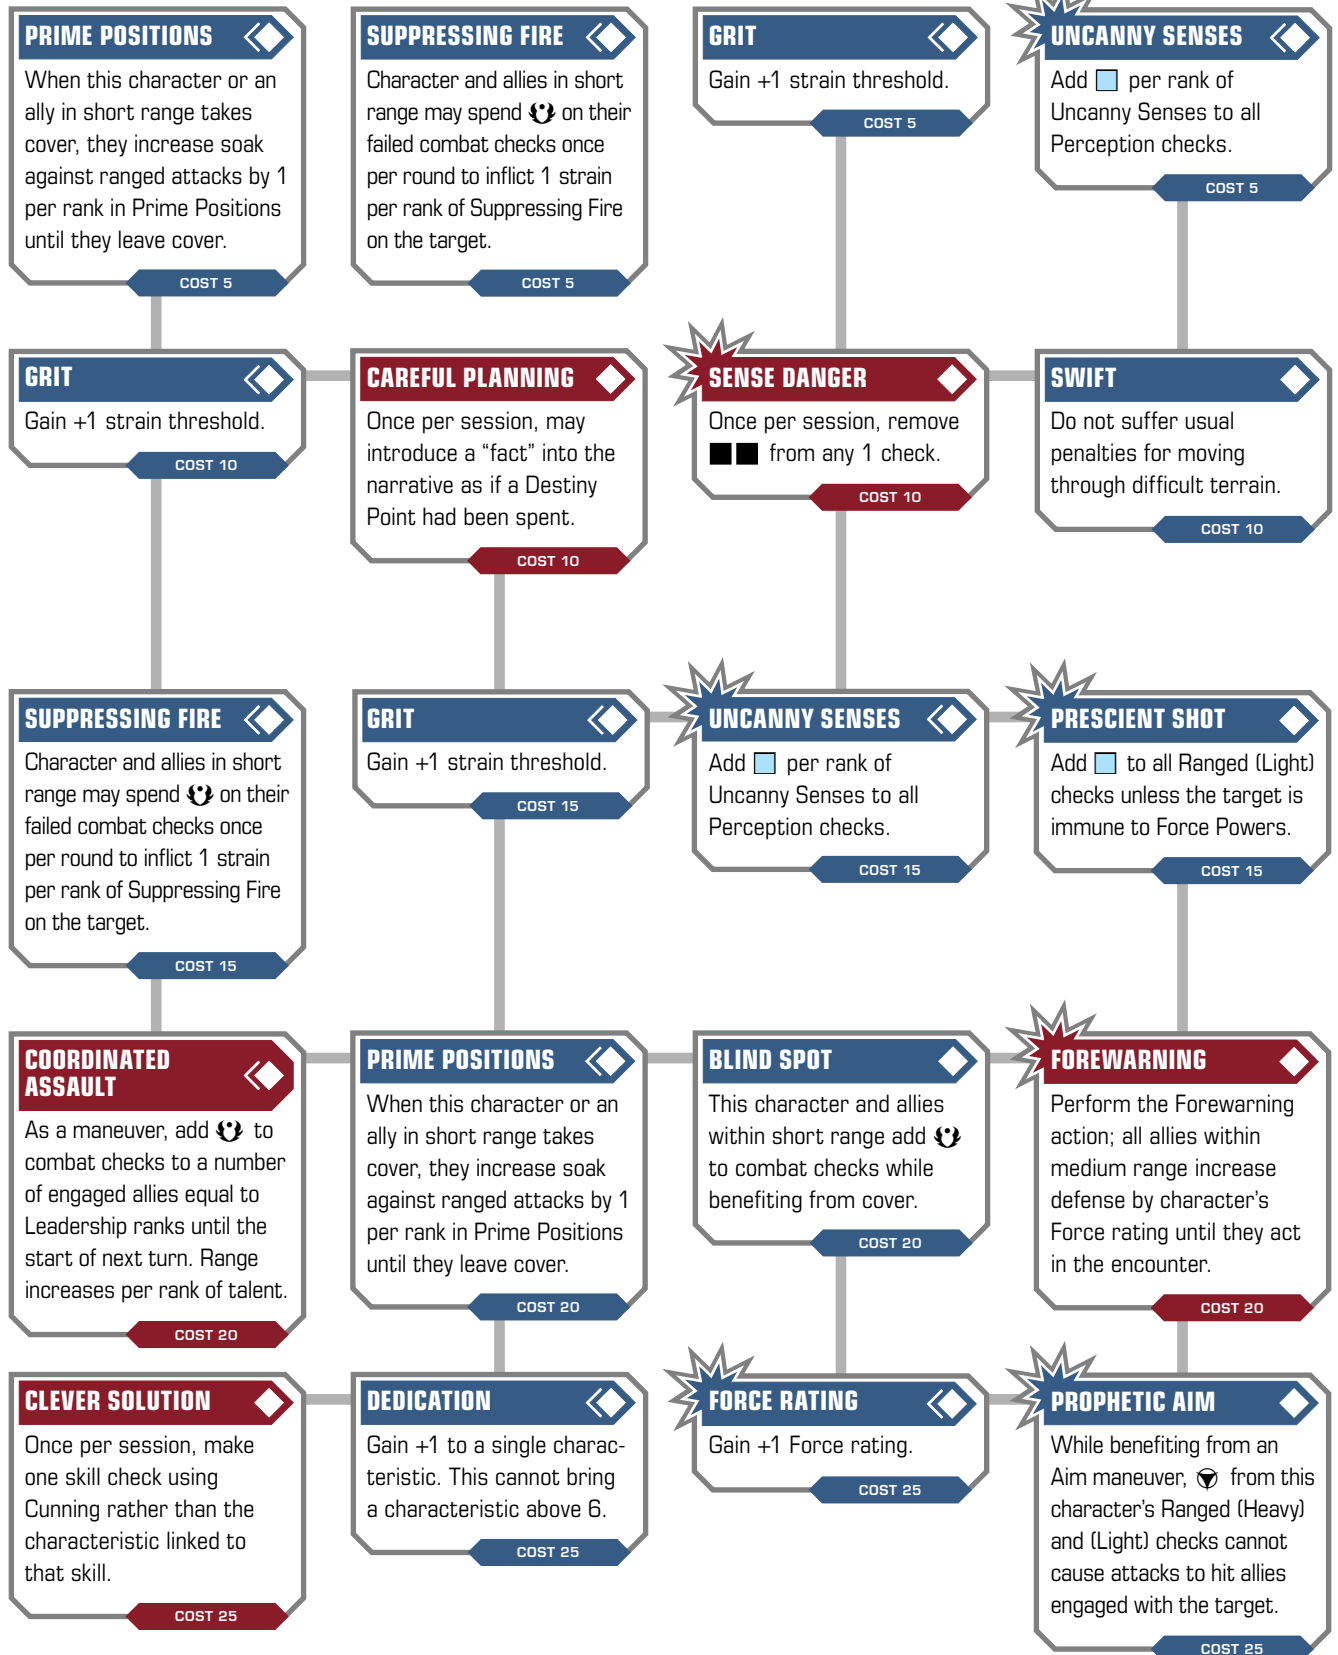 PRIME POSITIONS
When this character or an
ally in short range takes
cover, they increase soak
against ranged attacks by 1
per rank in Prime Positions
until they leave cover.
COST 5
SUPPRESSING FIRE
Character and allies in short
range may spend on their
failed combat checks once
per round to inflict 1 strain
per rank of Suppressing Fire
on the target.
COST 5
GRIT
Gain +1 strain threshold.
COST 5
UNCANNY SENSES
Add per rank of
Uncanny Senses to all
Perception checks.
COST 5
GRIT
Gain +1 strain threshold.
COST 10
CAREFUL PLANNING
Once per session, may
introduce a “fact” into the
narrative as if a Destiny
Point had been spent.
COST 10
SENSE DANGER
Once per session, remove
from any 1 check.
COST 10
SWIFT
Do not suffer usual
penalties for moving
through difficult terrain.
COST 10
SUPPRESSING FIRE
Character and allies in short
range may spend on their
failed combat checks once
per round to inflict 1 strain
per rank of Suppressing Fire
on the target.
COST 15
GRIT
Gain +1 strain threshold.
COST 15
UNCANNY SENSES
Add per rank of
Uncanny Senses to all
Perception checks.
COST 15
PRESCIENT SHOT
Add to all Ranged (Light)
checks unless the target is
immune to Force Powers.
COST 15
COORDINATED
ASSAULT
As a maneuver, add to
combat checks to a number
of engaged allies equal to
Leadership ranks until the
start of next turn. Range
increases per rank of talent.
COST 20
PRIME POSITIONS
When this character or an
ally in short range takes
cover, they increase soak
against ranged attacks by 1
per rank in Prime Positions
until they leave cover.
COST 20
BLIND SPOT
This character and allies
within short range add
to combat checks while
benefiting from cover.
COST 20
FOREWARNING
Perform the Forewarning
action; all allies within
medium range increase
defense by character's
Force rating until they act
in the encounter.
COST 20
CLEVER SOLUTION
Once per session, make
one skill check using
Cunning rather than the
characteristic linked to
that skill.
COST 25
DEDICATION
Gain +1 to a single charac-
teristic. This cannot bring
a characteristic above 6.
COST 25
FORCE RATING
Gain +1 Force rating.
COST 25
PROPHETIC AIM
While benefiting from an
Aim maneuver, from this
character's Ranged (Heavy)
and (Light) checks cannot
cause attacks to hit allies
engaged with the target.
COST 25